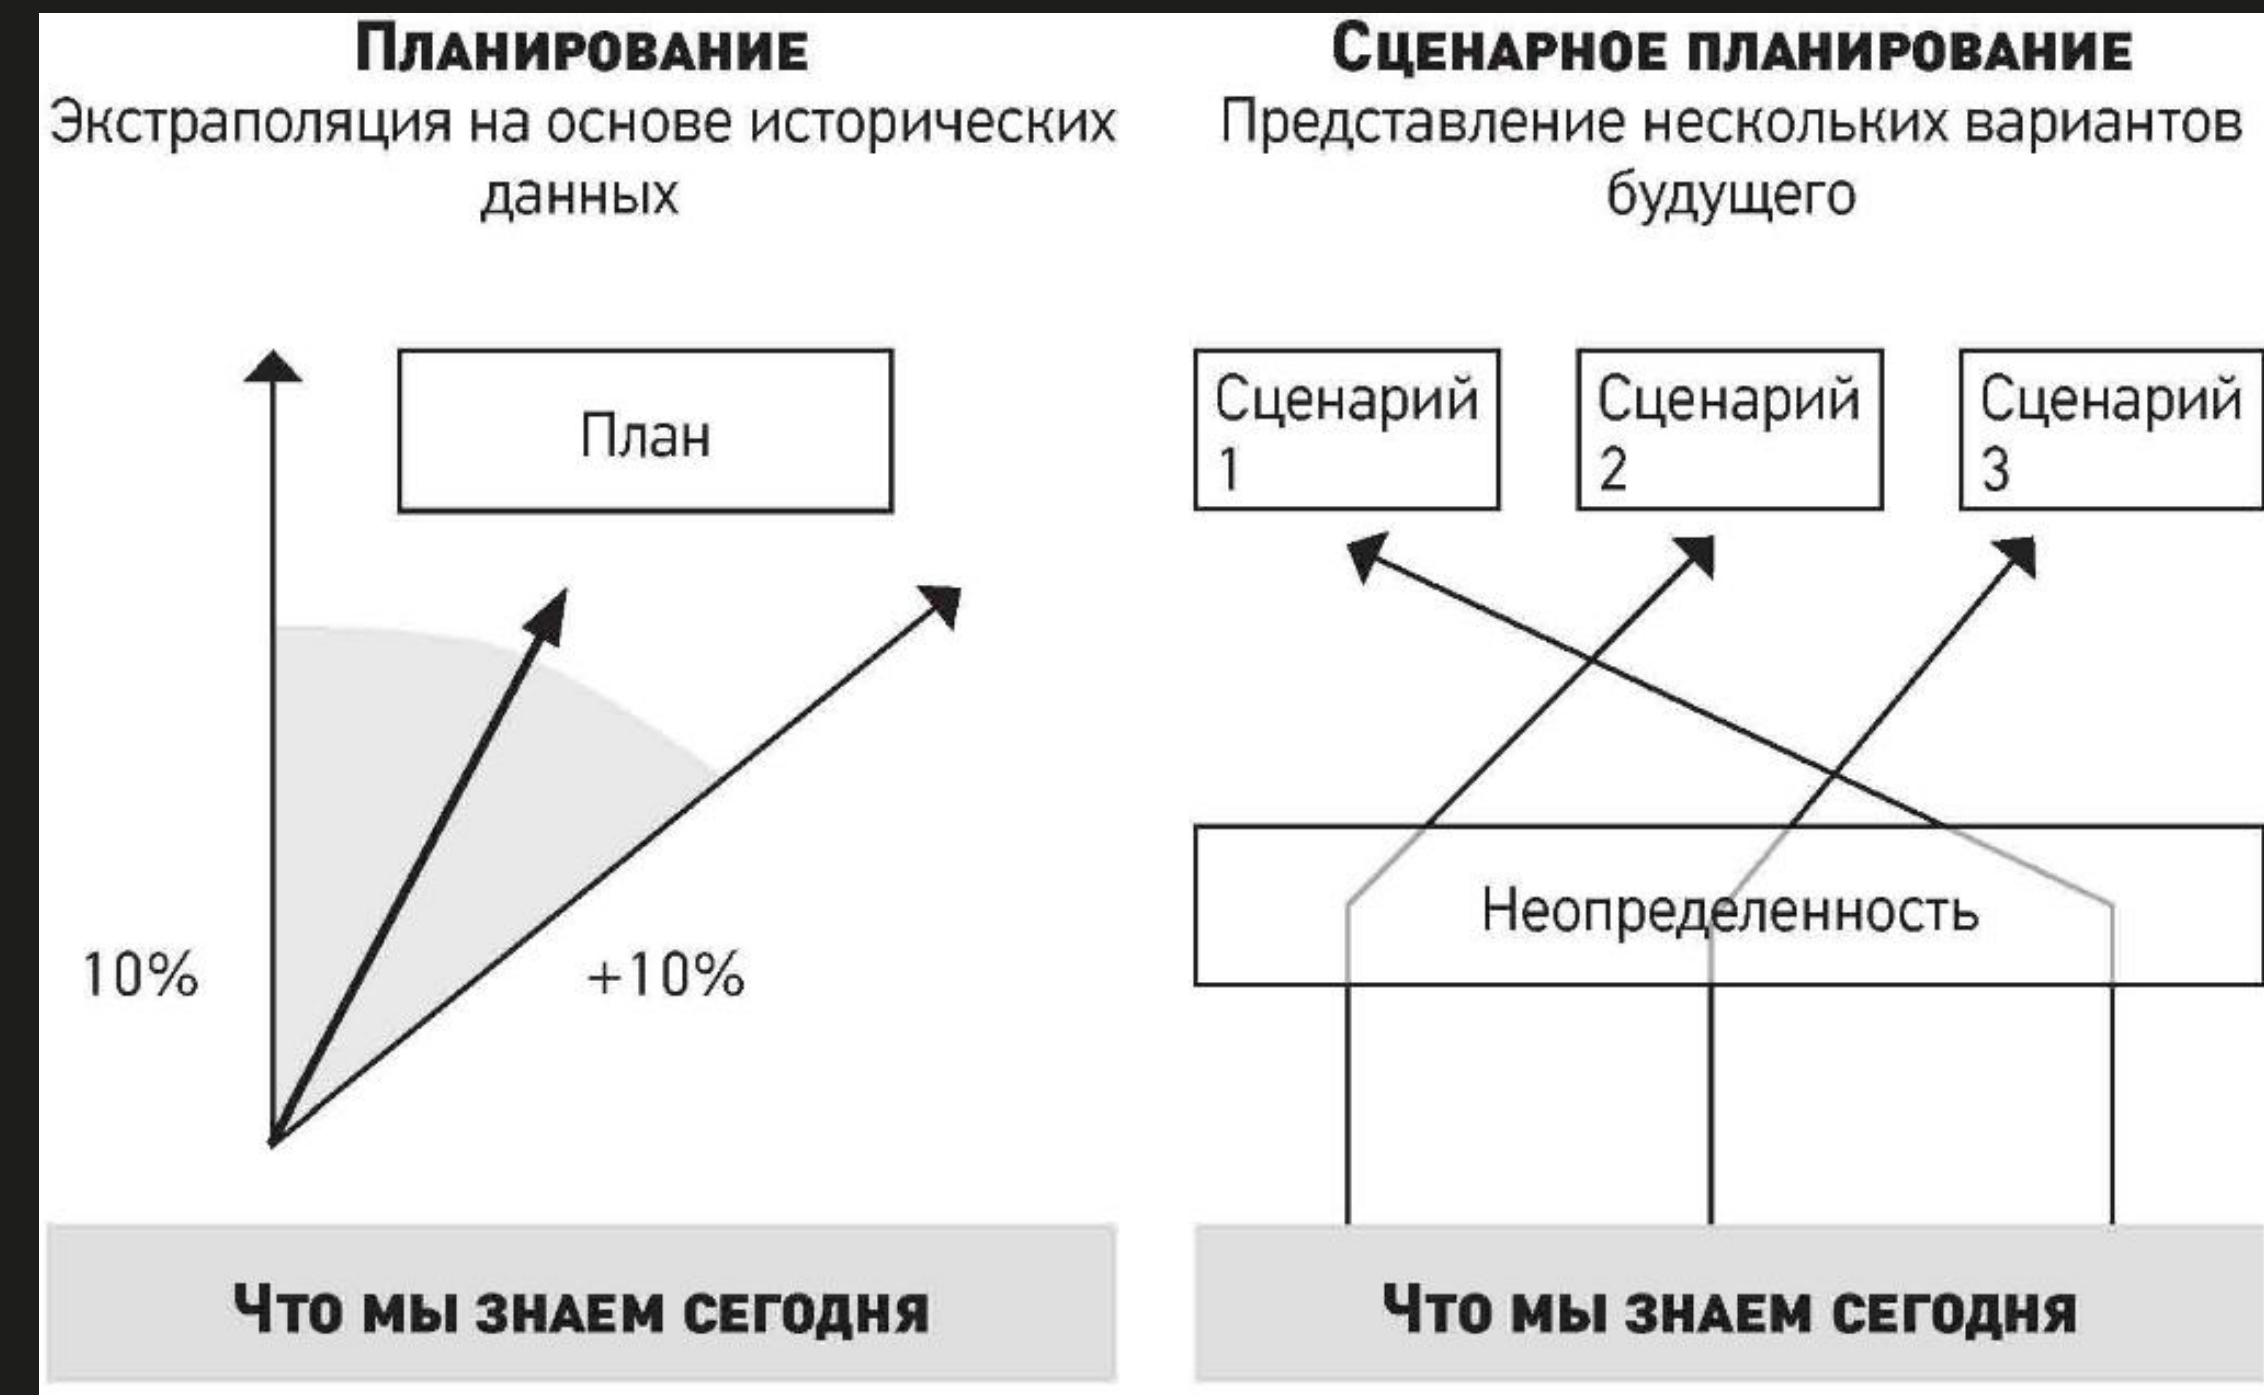 Планирование
Экстраполяция на основе исторических
данных
План
10%
+10%
Что мы знаем сегодня
Сценарное планирование
Представление нескольких вариантов
будущего
Сценарий
1
Сценарий
2
Сценарий
3
Неопределенность
Что мы знаем сегодня